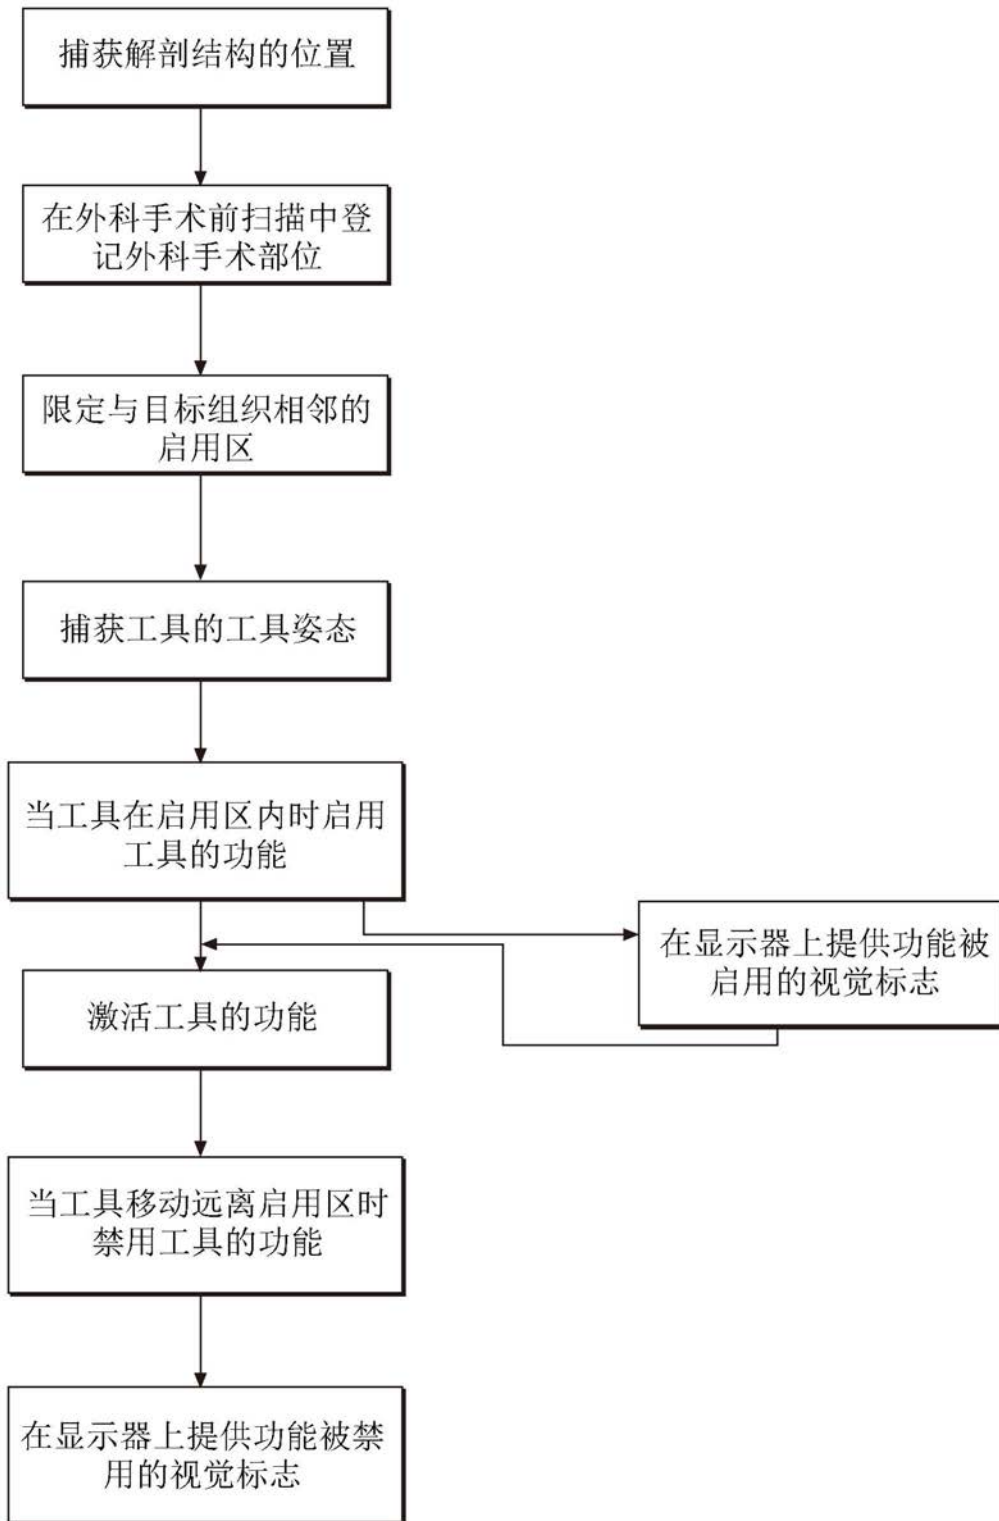 捕获解剖结构的位置
在外科手术前扫描中登
记外科手术部位
限定与目标组织相邻的
启用区
捕获工具的工具姿态
当工具在启用区内时启用
工具的功能
在显示器上提供功能被
启用的视觉标志
激活工具的功能
当工具移动远离启用区时
禁用工具的功能
在显示器上提供功能被禁
用的视觉标志